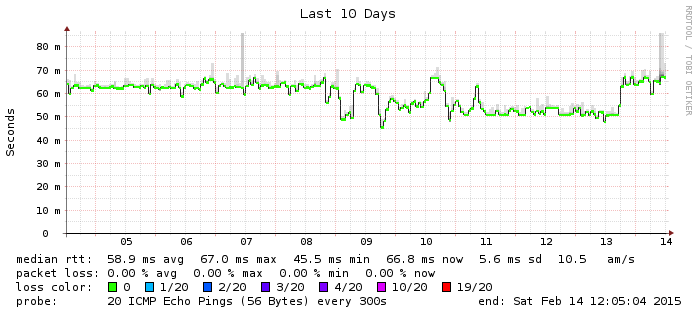 Last 10 Days
RRDTOOL / TOBI OETIKER
Seconds
80 m
70 m
60 m
50 m
40 m
30 m
20 m
10 m
0
05 06 07 08 09 10 11 12 13 14
median rtt: 58.9 ms avg 67.0 ms max 45.5 ms min 66.8 ms now 5.6 ms sd 10.5 am/s
packet loss: 0.00 % avg 0.00 % max 0.00 % min 0.00 % now
loss color: 0 1/20 2/20 3/20 4/20 10/20 19/20
probe: 20 ICMP Echo Pings (56 Bytes) every 300s end: Sat Feb 14 12:05:04 2015